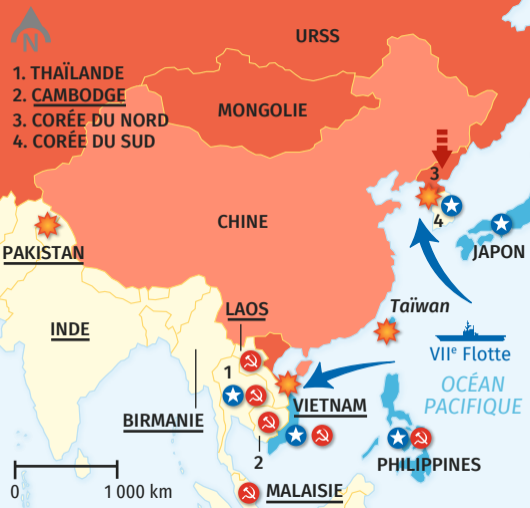 N
URSS
1. THAÏLANDE
2. CAMBODGE
3. CORÉE DU NORD
4. CORÉE DU SUD
MONGOLIE
3
CHINE
4
PAKISTAN
JAPON
LAOS
Taïwan
INDE
VIIᵉ Flotte
1
OCÉAN
PACIFIQUE
BIRMANIE
VIETNAM
2
PHILIPPINES
0
1 000 km
MALAISIE